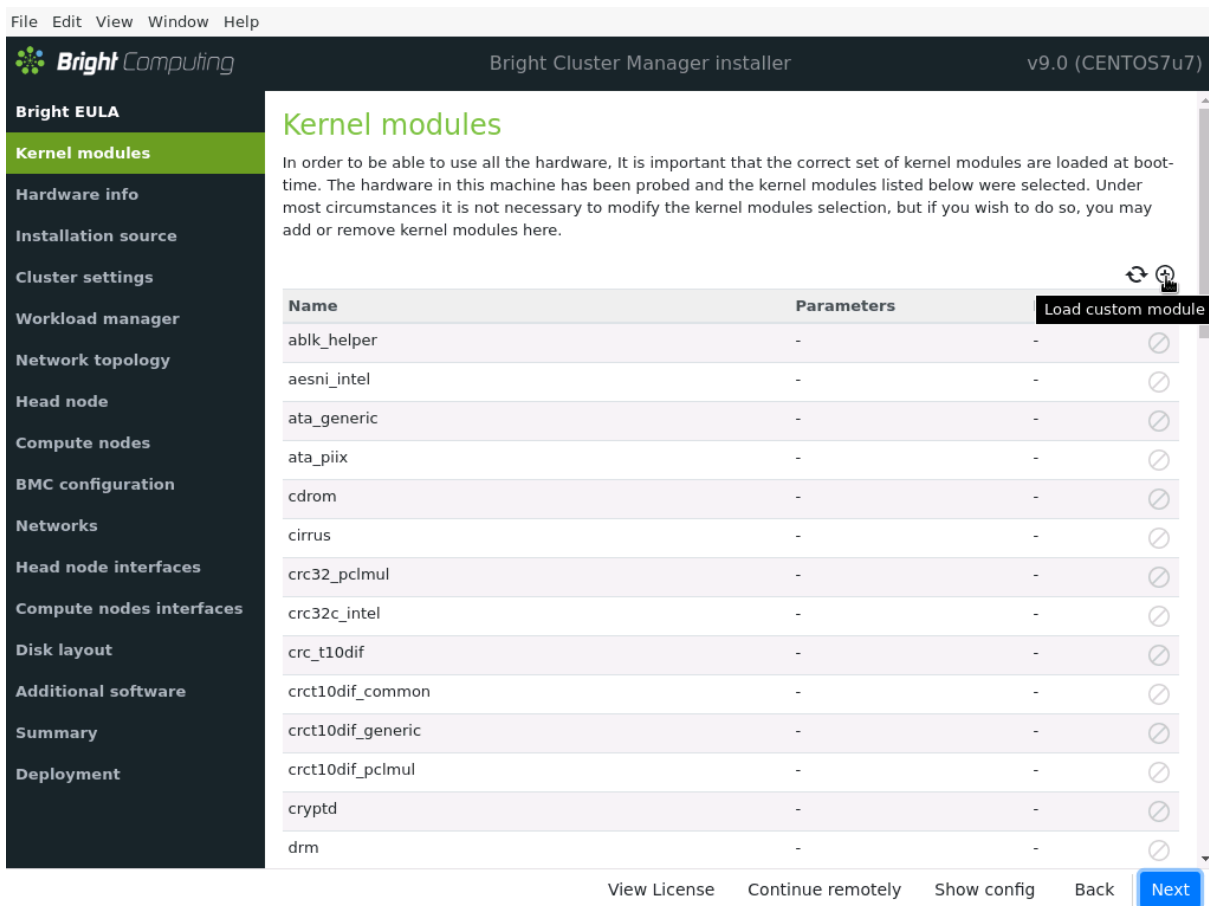 File Edit View Window Help
Bright Computing Bright Cluster Manager installer v9.0 (CENTOS7u7)
Bright EULA
Kernel modules
Hardware info
Installation source
Cluster settings
Workload manager
Network topology
Head node
Compute nodes
BMC configuration
Networks
Head node interfaces
Compute nodes interfaces
Disk layout
Additional software
Summary
Deployment
Kernel modules
In order to be able to use all the hardware, It is important that the correct set of kernel modules are loaded at boot-
time. The hardware in this machine has been probed and the kernel modules listed below were selected. Under
most circumstances it is not necessary to modify the kernel modules selection, but if you wish to do so, you may
add or remove kernel modules here.
Name Parameters
Load custom module
ablk_helper - -
aesni_intel - -
ata_generic - -
ata_piix - -
cdrom - -
cirrus - -
crc32_pclmul - -
crc32c_intel - -
crc_t10dif - -
crct10dif_common - -
crct10dif_generic - -
crct10dif_pclmul - -
cryptd - -
drm - -
View License Continue remotely Show config Back Next